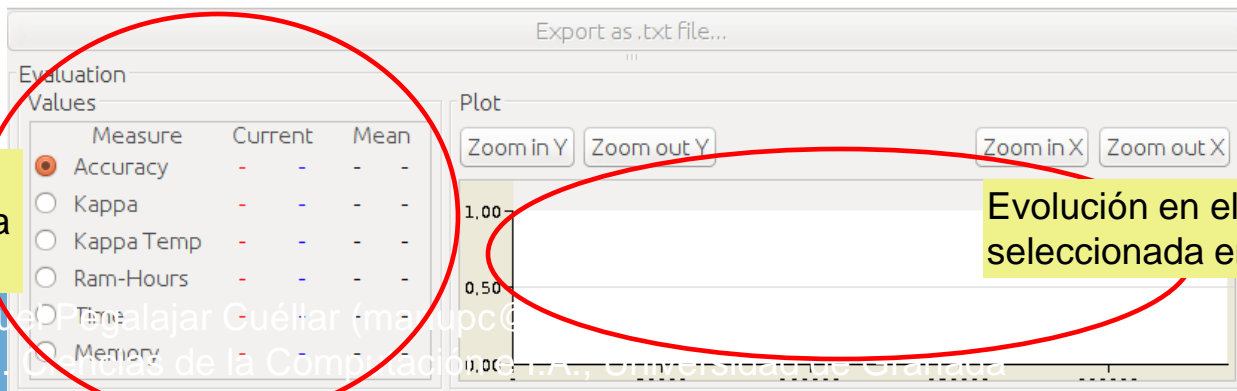 Export as .txt file...
Evaluation
Values
Measure Current Mean
Accuracy - - - -
Kappa - - - -
Kappa Temp - - - -
Ram-Hours - - - -
Time - - - -
Memory - - - -
a
Plot
Zoom in Y Zoom out Y Zoom in X Zoom out X
1,00
0,50
0,00
Evolución en el
seleccionada e
Pegalajar Cuéllar (manupc@
Ciencias de la Computación e I.A., Universidad de Granada